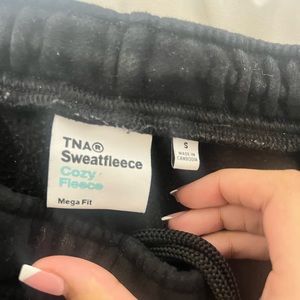 TNA® Sweatfleece
Cozy
Fleece
Mega Fit
S
MADE IN
CAMBODIA